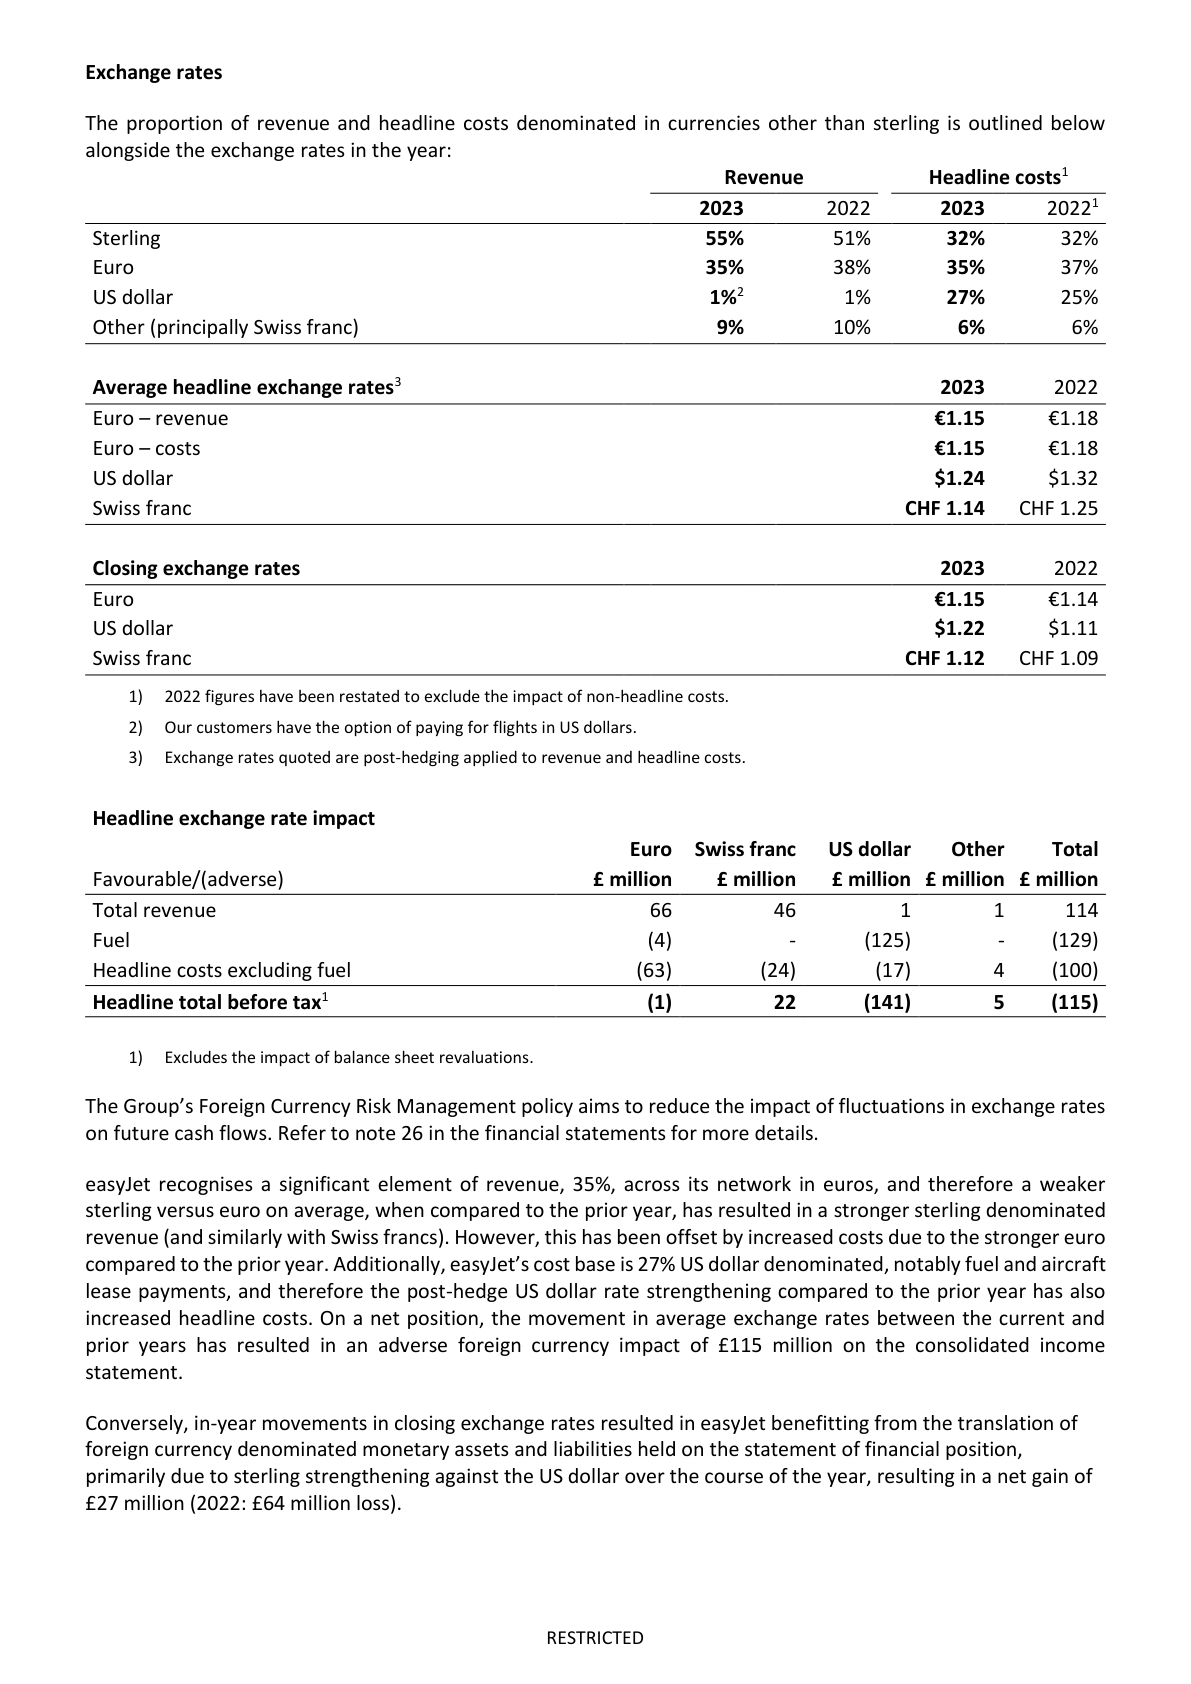 Exchange rates
The proportion of revenue and headline costs denominated in currencies other than sterling is outlined below
alongside the exchange rates in the year:
Revenue Headline costs1
2023 2022 2023 20221
Sterling 55% 51% 32% 32%
Euro 35% 38% 35% 37%
US dollar 1%2 1% 27% 25%
Other (principally Swiss franc) 9% 10% 6% 6%
Average headline exchange rates3 2023 2022
Euro – revenue €1.15 €1.18
Euro – costs €1.15 €1.18
US dollar $1.24 $1.32
Swiss franc CHF 1.14 CHF 1.25
Closing exchange rates 2023 2022
Euro €1.15 €1.14
US dollar $1.22 $1.11
Swiss franc CHF 1.12 CHF 1.09
1) 2022 figures have been restated to exclude the impact of non-headline costs.
2) Our customers have the option of paying for flights in US dollars.
3) Exchange rates quoted are post-hedging applied to revenue and headline costs.
Headline exchange rate impact
Euro Swiss franc US dollar Other Total
Favourable/(adverse) £ million £ million £ million £ million £ million
Total revenue 66 46 1 1 114
Fuel (4) - (125) - (129)
Headline costs excluding fuel (63) (24) (17) 4 (100)
Headline total before tax1 (1) 22 (141) 5 (115)
1) Excludes the impact of balance sheet revaluations.
The Group’s Foreign Currency Risk Management policy aims to reduce the impact of fluctuations in exchange rates
on future cash flows. Refer to note 26 in the financial statements for more details.
easyJet recognises a significant element of revenue, 35%, across its network in euros, and therefore a weaker
sterling versus euro on average, when compared to the prior year, has resulted in a stronger sterling denominated
revenue (and similarly with Swiss francs). However, this has been offset by increased costs due to the stronger euro
compared to the prior year. Additionally, easyJet’s cost base is 27% US dollar denominated, notably fuel and aircraft
lease payments, and therefore the post-hedge US dollar rate strengthening compared to the prior year has also
increased headline costs. On a net position, the movement in average exchange rates between the current and
prior years has resulted in an adverse foreign currency impact of £115 million on the consolidated income
statement.
Conversely, in-year movements in closing exchange rates resulted in easyJet benefitting from the translation of
foreign currency denominated monetary assets and liabilities held on the statement of financial position,
primarily due to sterling strengthening against the US dollar over the course of the year, resulting in a net gain of
£27 million (2022: £64 million loss).
RESTRICTED